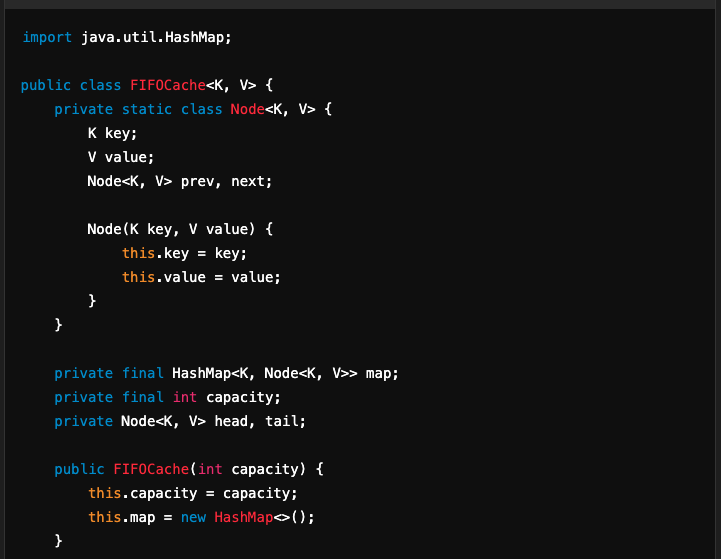 import java.util.HashMap;
public class FIFOCache<K, V> {
private static class Node<K, V> {
K key;
V value;
Node<K, V> prev, next;
Node(K key, V value) {
this.key = key;
this.value = value;
}
}
private final HashMap<K, Node<K, V>> map;
private final int capacity;
private Node<K, V> head, tail;
public FIFOCache(int capacity) {
this.capacity = capacity;
this.map = new HashMap<>();
}